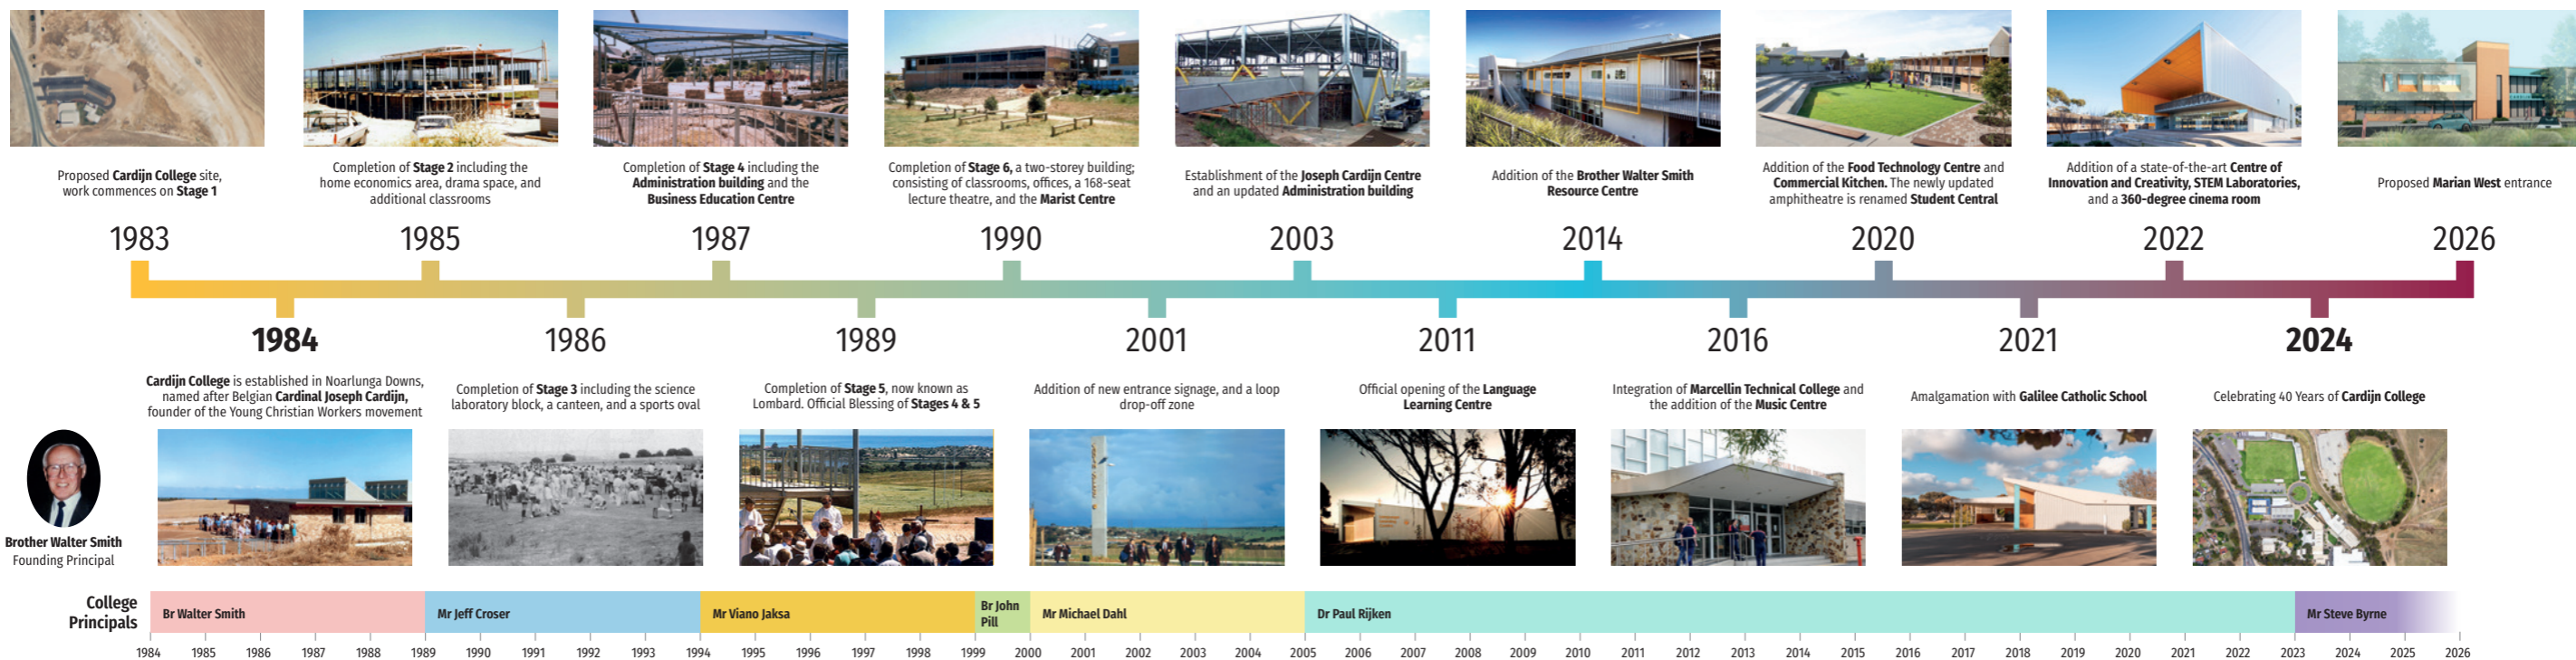 Proposed Cardijn College site,
work commences on Stage 1
Completion of Stage 2 including the
home economics area, drama space, and
additional classrooms
Completion of Stage 4 including the
Administration building and the
Business Education Centre
Completion of Stage 6, a two-storey building;
consisting of classrooms, offices, a 168-seat
lecture theatre, and the Marist Centre
Establishment of the Joseph Cardijn Centre
and an updated Administration building
Addition of the Brother Walter Smith
Resource Centre
Addition of the Food Technology Centre and
Commercial Kitchen. The newly updated
amphitheatre is renamed Student Central
Addition of a state-of-the-art Centre of
Innovation and Creativity, STEM Laboratories,
and a 360-degree cinema room
Proposed Marian West entrance
1983 1985 1987 1990 2003 2014 2020 2022 2026
1984 1986 1989 2001 2011 2016 2021 2024
Cardijn College is established in Noarlunga Downs,
named after Belgian Cardinal Joseph Cardijn,
founder of the Young Christian Workers movement
Completion of Stage 3 including the science
laboratory block, a canteen, and a sports oval
Completion of Stage 5, now known as
Lombard. Official Blessing of Stages 4 & 5
Addition of new entrance signage, and a loop
drop-off zone
Official opening of the Language
Learning Centre
Integration of Marcellin Technical College and
the addition of the Music Centre
Amalgamation with Galilee Catholic School
Celebrating 40 Years of Cardijn College
Brother Walter Smith
Founding Principal
College
Principals
Br Walter Smith
Mr Jeff Croser
Mr Viano Jaksa
Br John
Pill
Mr Michael Dahl
Dr Paul Rijken
Mr Steve Byrne
1984 1985 1986 1987 1988 1989 1990 1991 1992 1993 1994 1995 1996 1997 1998 1999 2000 2001 2002 2003 2004 2005 2006 2007 2008 2009 2010 2011 2012 2013 2014 2015 2016 2017 2018 2019 2020 2021 2022 2023 2024 2025 2026